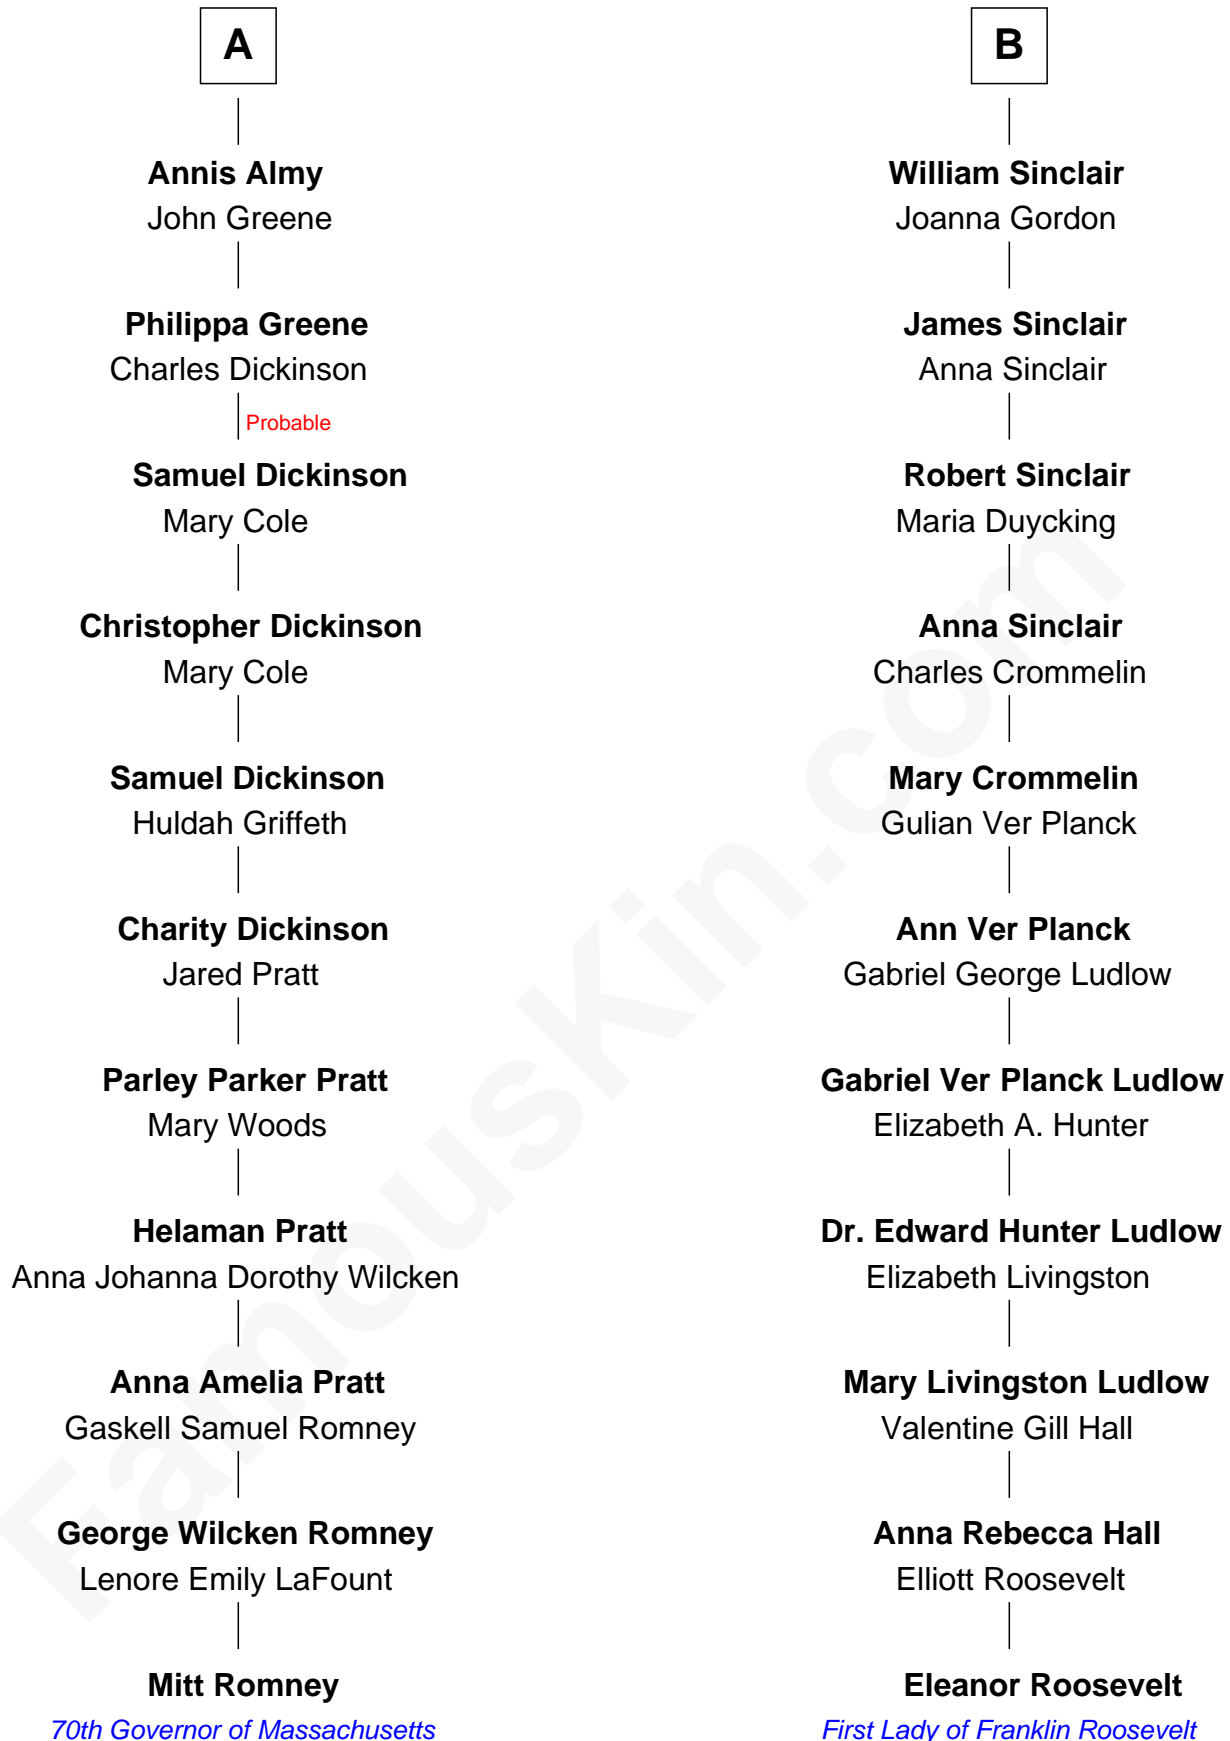 A
Annis Almy
John Greene
Philippa Greene
Charles Dickinson
Probable
Samuel Dickinson
Mary Cole
Christopher Dickinson
Mary Cole
Samuel Dickinson
Huldah Griffeth
Charity Dickinson
Jared Pratt
Parley Parker Pratt
Mary Woods
Helaman Pratt
Anna Johanna Dorothy Wilcken
Anna Amelia Pratt
Gaskell Samuel Romney
George Wilcken Romney
Lenore Emily LaFount
Mitt Romney
70th Governor of Massachusetts
B
William Sinclair
Joanna Gordon
James Sinclair
Anna Sinclair
Robert Sinclair
Maria Duycking
Anna Sinclair
Charles Crommelin
Mary Crommelin
Gulian Ver Planck
Ann Ver Planck
Gabriel George Ludlow
Gabriel Ver Planck Ludlow
Elizabeth A. Hunter
Dr. Edward Hunter Ludlow
Elizabeth Livingston
Mary Livingston Ludlow
Valentine Gill Hall
Anna Rebecca Hall
Elliott Roosevelt
Eleanor Roosevelt
First Lady of Franklin Roosevelt
FamousKin.com